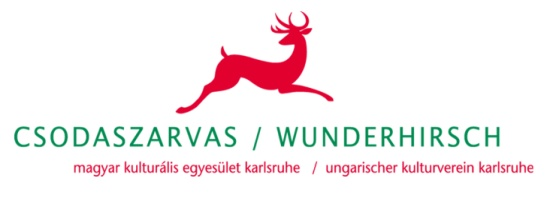 CSODASZARVAS / WUNDERHIRSCH
magyar kulturális egyesület karlsruhe / ungarischer kulturverein karlsruhe